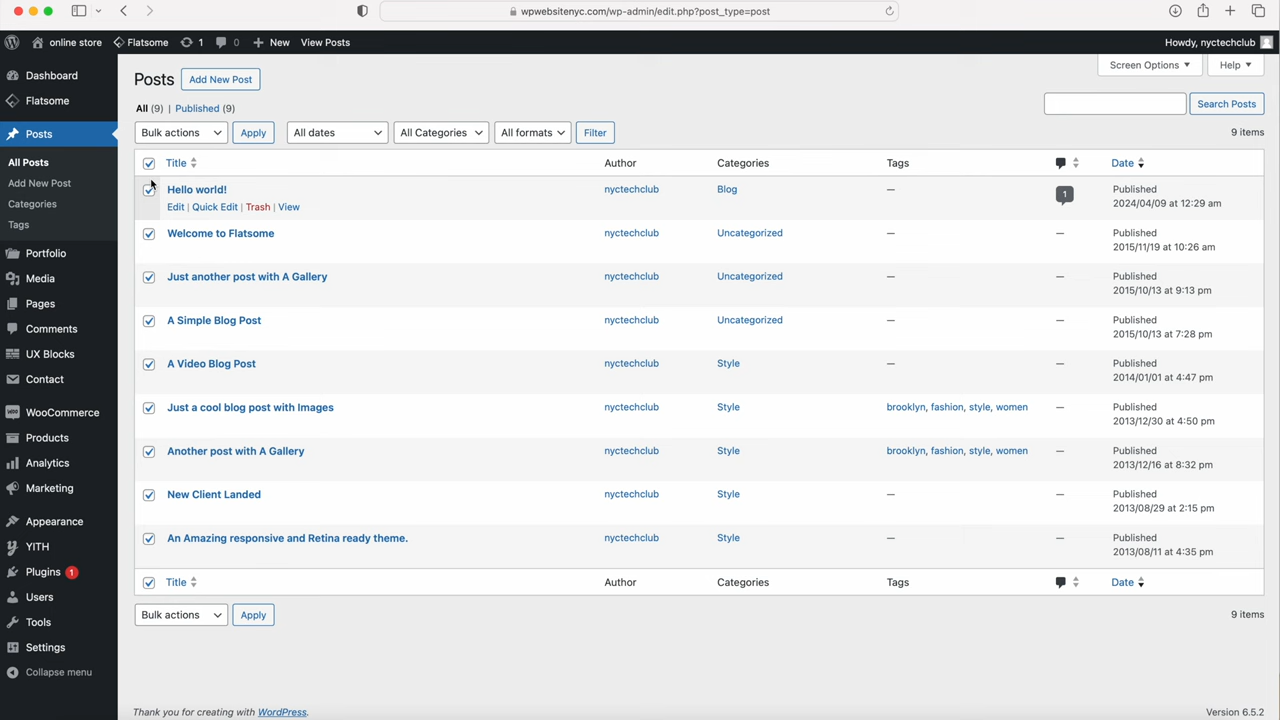 wpwebsitenyc.com/wp-admin/edit.php?post_type=post
online store Flatsome 1 0 New View Posts Howdy, nyctechclub
Dashboard
Flatsome
Posts
All Posts
Add New Post
Categories
Tags
Portfolio
Media
Pages
Comments
UX Blocks
Contact
WooCommerce
Products
Analytics
Marketing
Appearance
YITH
Plugins 1
Users
Tools
Settings
Collapse menu
Screen Options Help
Posts Add New Post
All (9) | Published (9)
Search Posts
Bulk actions Apply All dates All Categories All formats Filter 9 items
Title Author Categories Tags Date
Hello world! nyctechclub Blog — 1 Published
Edit | Quick Edit | Trash | View 2024/04/09 at 12:29 am
Welcome to Flatsome nyctechclub Uncategorized — — Published
2015/11/19 at 10:26 am
Just another post with A Gallery nyctechclub Uncategorized — — Published
2015/10/13 at 9:13 pm
A Simple Blog Post nyctechclub Uncategorized — — Published
2015/10/13 at 7:28 pm
A Video Blog Post nyctechclub Style — — Published
2014/01/01 at 4:47 pm
Just a cool blog post with Images nyctechclub Style brooklyn, fashion, style, women — Published
2013/12/30 at 4:50 pm
Another post with A Gallery nyctechclub Style brooklyn, fashion, style, women — Published
2013/12/16 at 8:32 pm
New Client Landed nyctechclub Style — — Published
2013/08/29 at 2:15 pm
An Amazing responsive and Retina ready theme. nyctechclub Style — — Published
2013/08/11 at 4:35 pm
Title Author Categories Tags Date
Bulk actions Apply 9 items
Thank you for creating with WordPress. Version 6.5.2